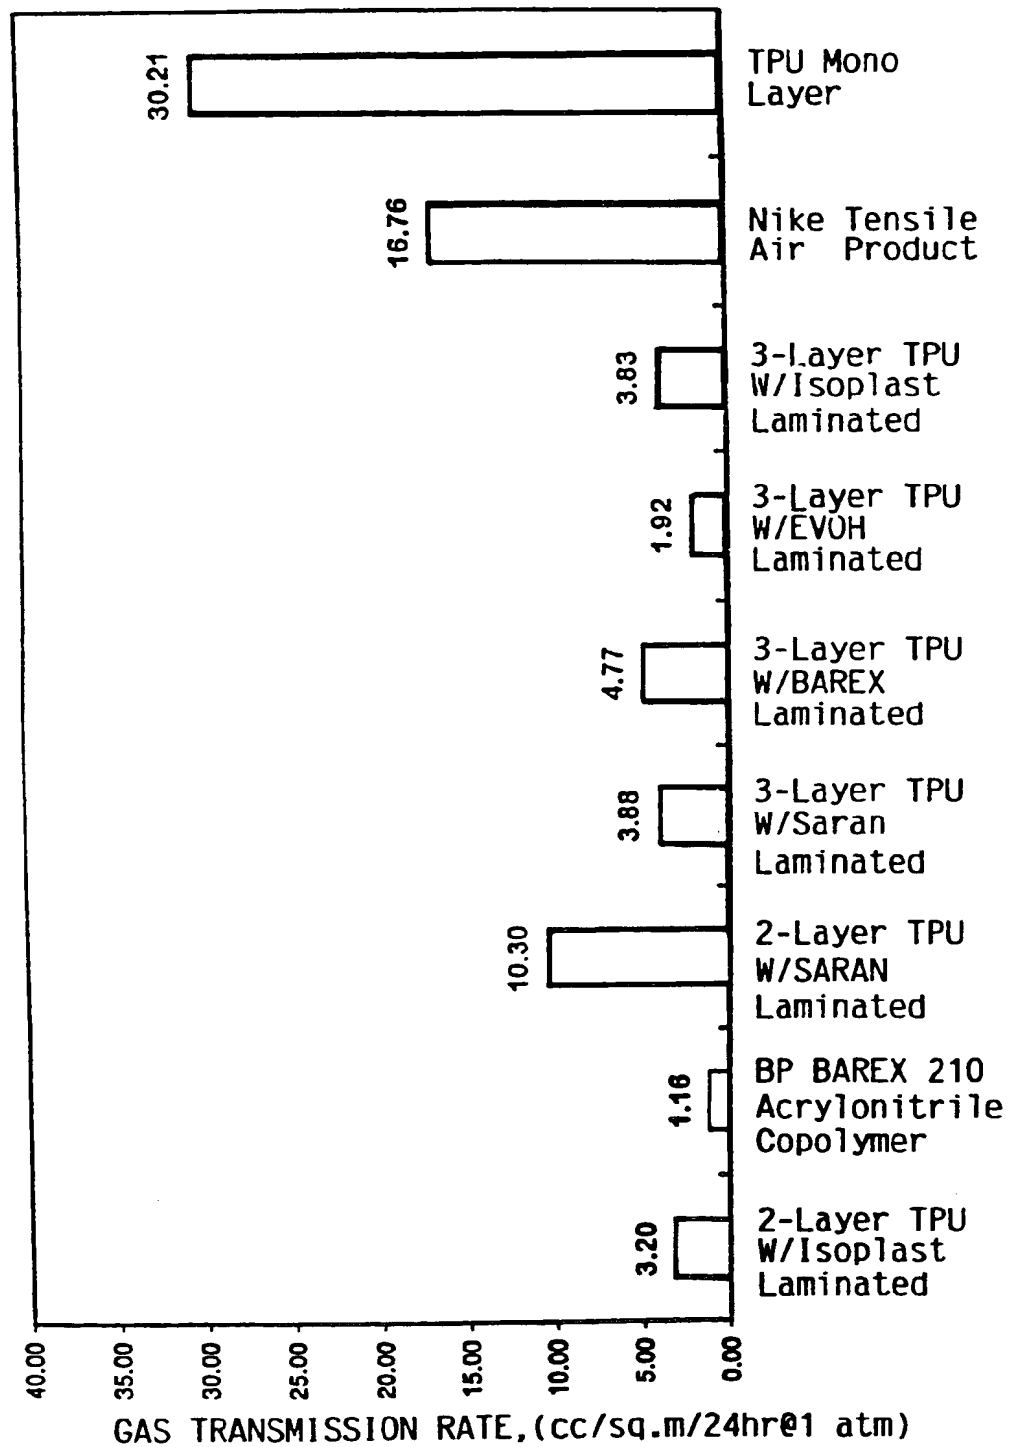 30.21
TPU Mono
Layer
16.76
Nike Tensile
Air Product
3.83
3-Layer TPU
W/Isoplast
Laminated
1.92
3-Layer TPU
W/EVOH
Laminated
4.77
3-Layer TPU
W/BAREX
Laminated
3.88
3-Layer TPU
W/Saran
Laminated
10.30
2-Layer TPU
W/SARAN
Laminated
1.16
BP BAREX 210
Acrylonitrile
Copolymer
3.20
2-Layer TPU
W/Isoplast
Laminated
40.00
35.00
30.00
25.00
20.00
15.00
10.00
5.00
0.00
GAS TRANSMISSION RATE,(cc/sq.m/24hr@1 atm)